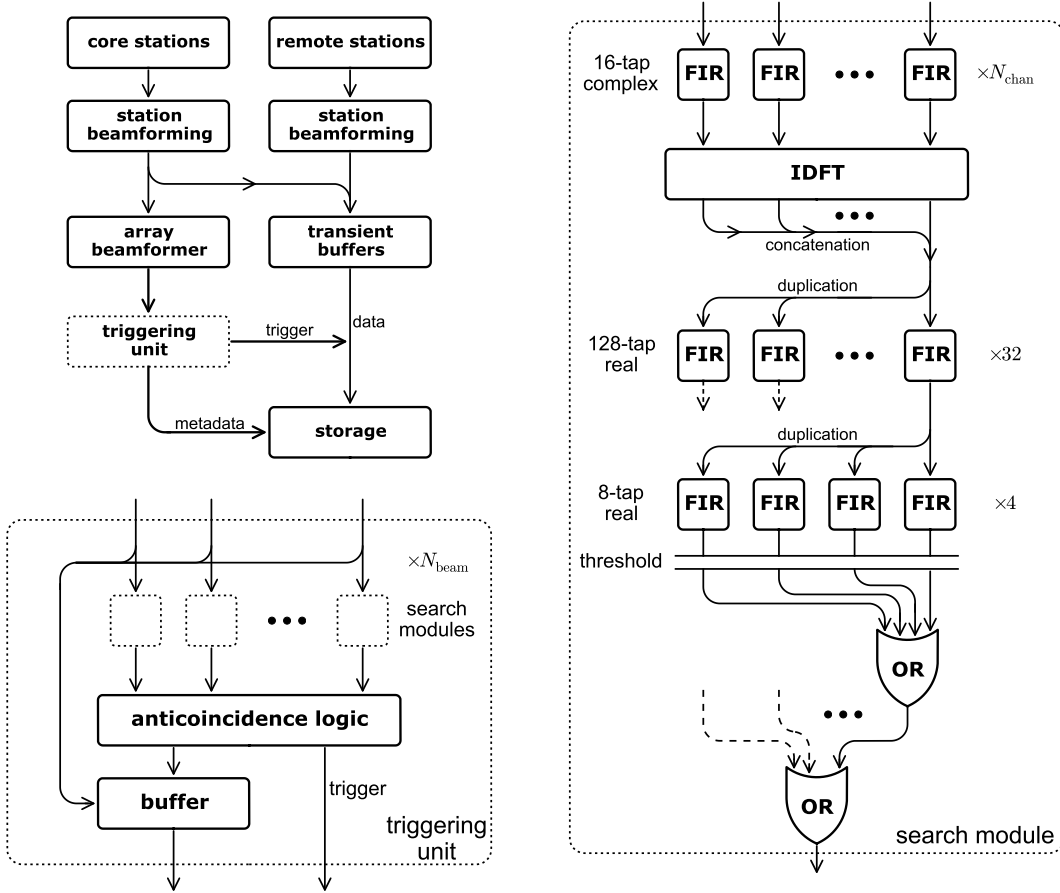 core stations
remote stations
station
beamforming
station
beamforming
array
beamformer
transient
buffers
triggering
unit
trigger
data
metadata
storage
×N_beam
search
modules
anticoincidence logic
buffer
trigger
triggering
unit
16-tap
complex
FIR
FIR
FIR
×N_chan
IDFT
concatenation
duplication
128-tap
real
FIR
FIR
FIR
×32
duplication
8-tap
real
FIR
FIR
FIR
FIR
×4
threshold
OR
OR
search module